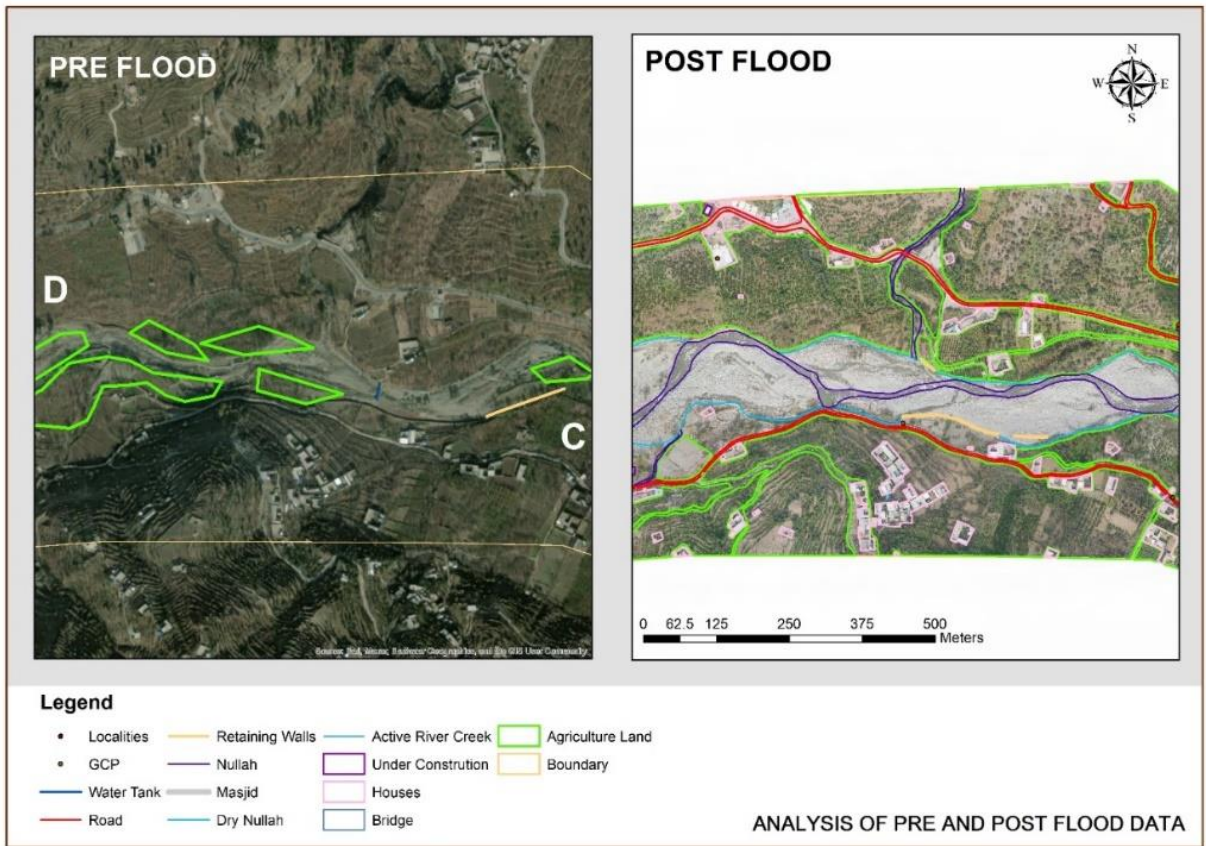 PRE FLOOD
D
C
POST FLOOD
N
W E
S
0 62.5 125 250 375 500
Meters
Legend
Localities Retaining Walls Active River Creek Agriculture Land
GCP Nullah Under Constrution Boundary
Water Tank Masjid Houses
Road Dry Nullah Bridge
ANALYSIS OF PRE AND POST FLOOD DATA